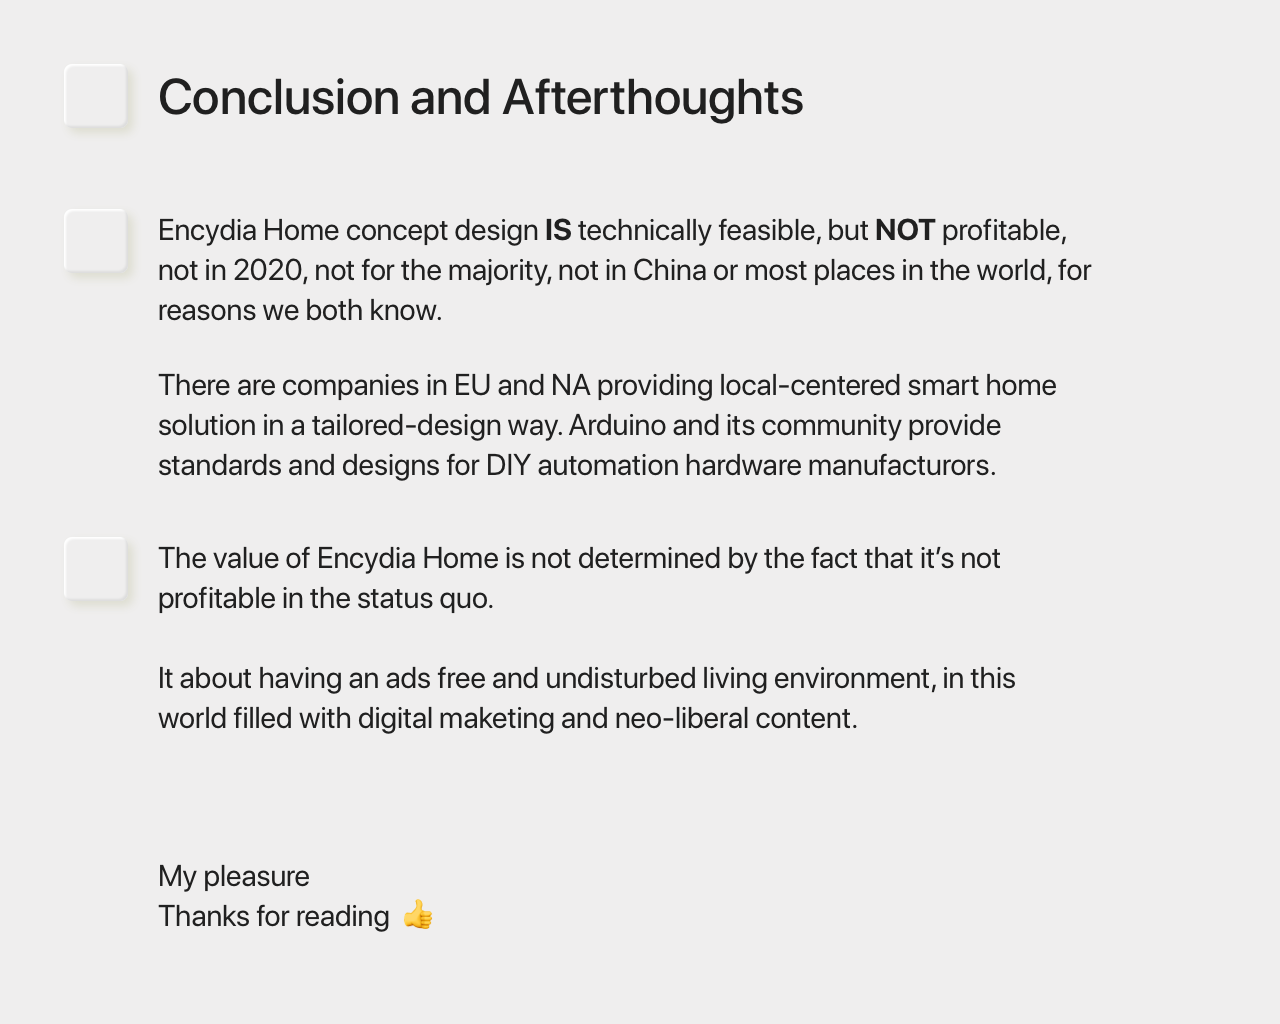 Conclusion and Afterthoughts
Encydia Home concept design IS technically feasible, but NOT profitable,
not in 2020, not for the majority, not in China or most places in the world, for
reasons we both know.
There are companies in EU and NA providing local-centered smart home
solution in a tailored-design way. Arduino and its community provide
standards and designs for DIY automation hardware manufacturors.
The value of Encydia Home is not determined by the fact that it’s not
profitable in the status quo.
It about having an ads free and undisturbed living environment, in this
world filled with digital maketing and neo-liberal content.
My pleasure
Thanks for reading 👍